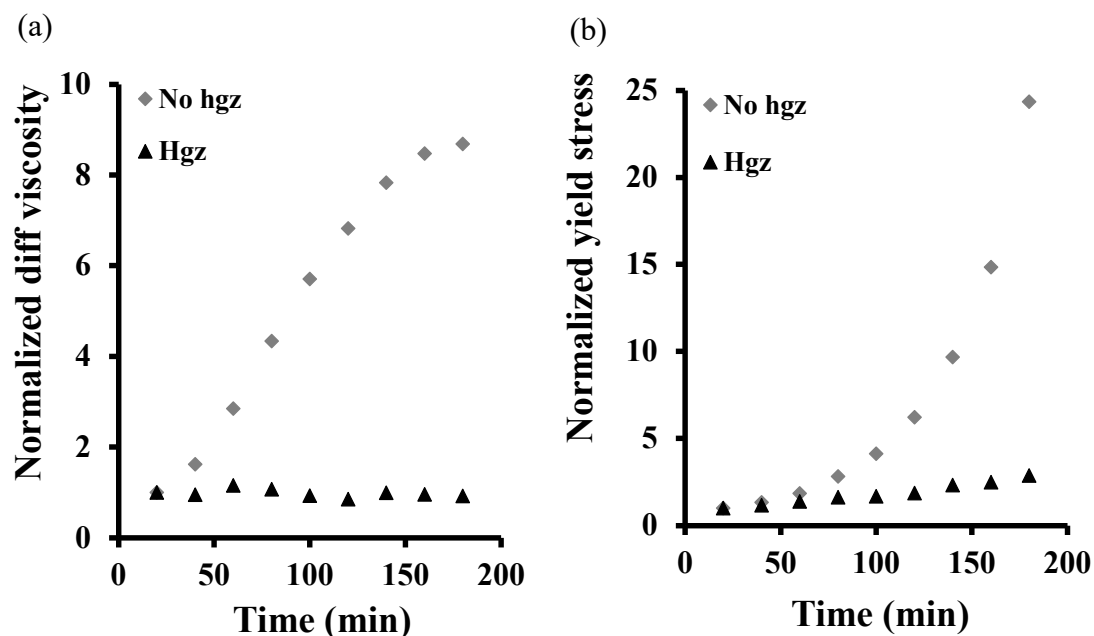 (a)
Normalized diff viscosity
10
8
6
4
2
0
No hgz
Hgz
0 50 100 150 200
Time (min)
(b)
Normalized yield stress
25
20
15
10
5
0
No hgz
Hgz
0 50 100 150 200
Time (min)